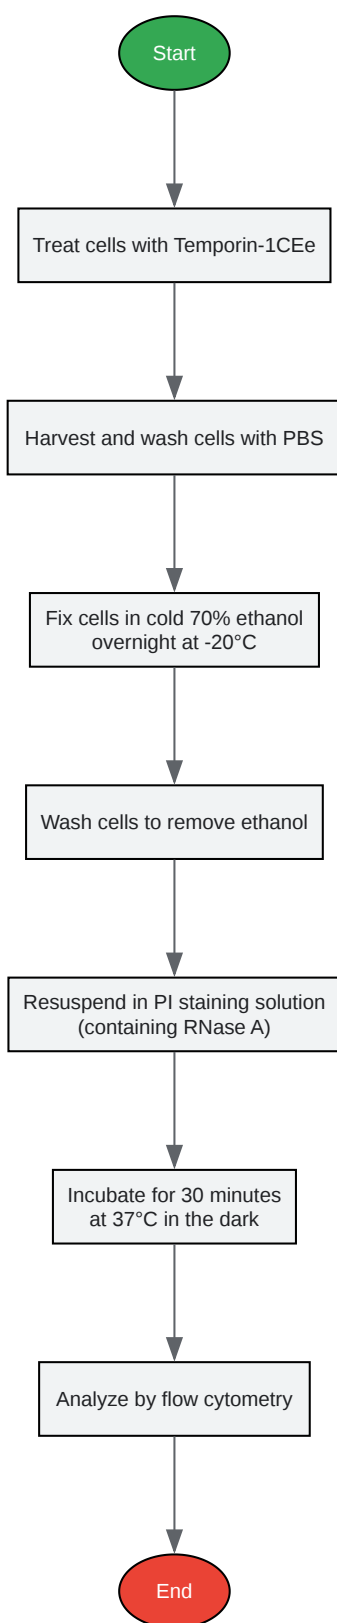 Start
Treat cells with Temporin-1CEe
Harvest and wash cells with PBS
Fix cells in cold 70% ethanol
overnight at -20°C
Wash cells to remove ethanol
Resuspend in PI staining solution
(containing RNase A)
Incubate for 30 minutes
at 37°C in the dark
Analyze by flow cytometry
End